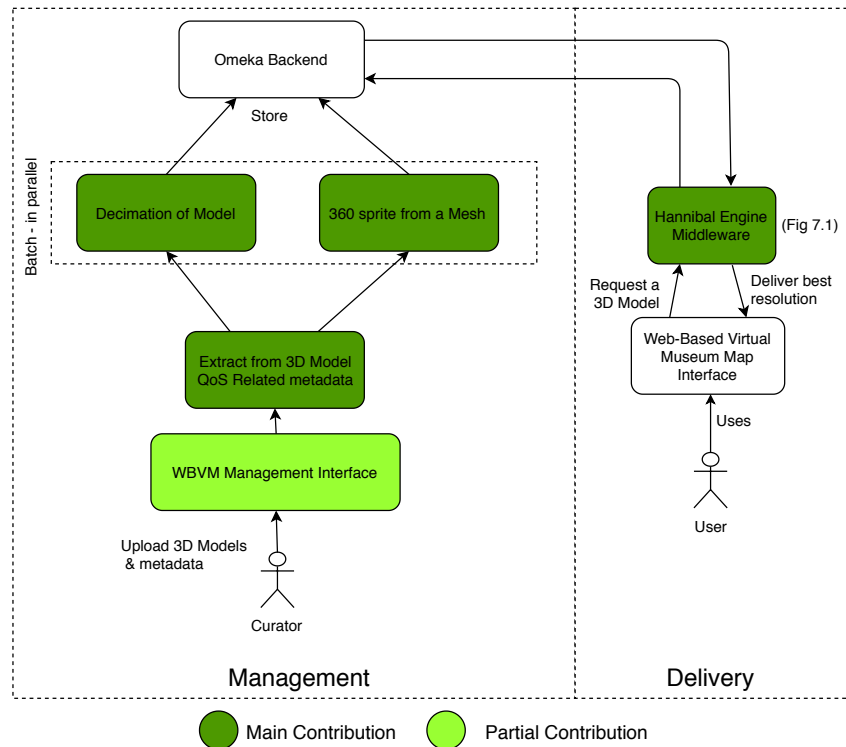 Omeka Backend
Store
Batch - in parallel
Decimation of Model
360 sprite from a Mesh
Extract from 3D Model
QoS Related metadata
WBVM Management Interface
Upload 3D Models
& metadata
Curator
Management
Hannibal Engine
Middleware
(Fig 7.1)
Request a
3D Model
Deliver best
resolution
Web-Based Virtual
Museum Map
Interface
Uses
User
Delivery
Main Contribution
Partial Contribution